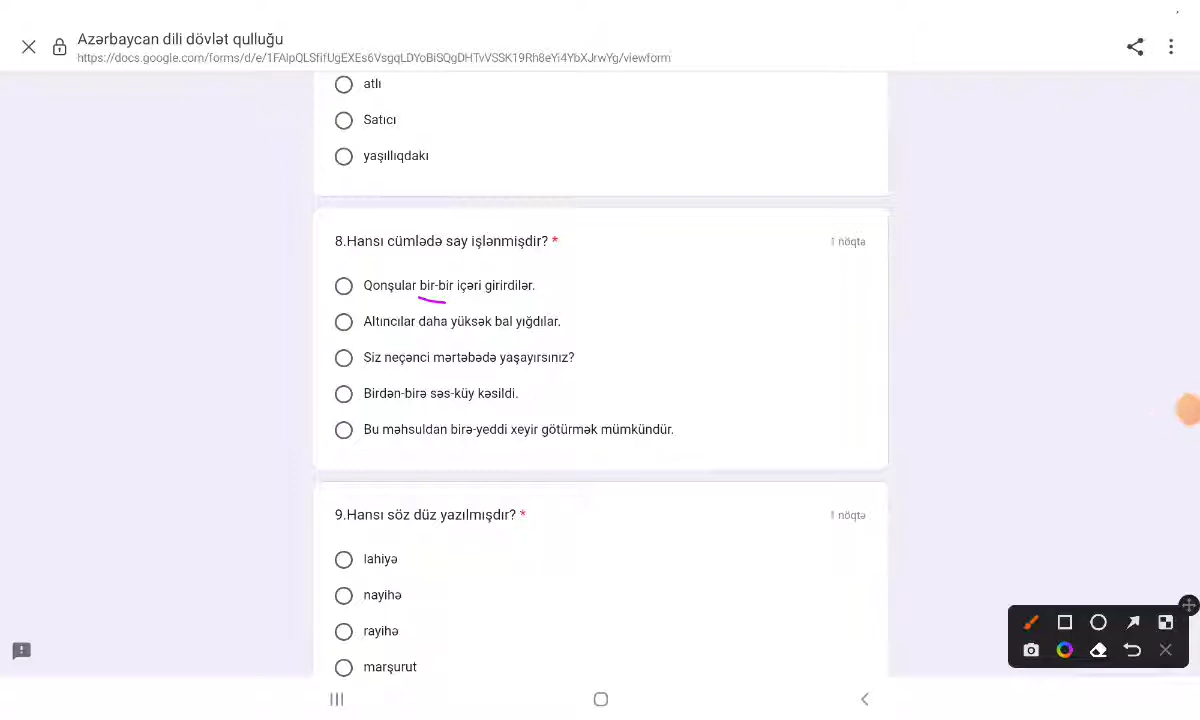 Azərbaycan dili dövlət qulluğu
https://docs.google.com/forms/d/e/1FAIpQLSfifUgEXEs6VsgqLDYoBiSQgDHTvVSSK19Rh8eYi4YbXJrwYg/viewform
atlı
Satıcı
yaşıllıqdakı
8.Hansı cümlədə say işlənmişdir? *
1 nöqtə
Qonşular bir-bir içəri girirdilər.
Altıncılar daha yüksək bal yığdılar.
Siz neçənci mərtəbədə yaşayırsınız?
Birdən-birə səs-küy kəsildi.
Bu məhsuldan birə-yeddi xeyir götürmək mümkündür.
9.Hansı söz düz yazılmışdır? *
1 nöqtə
lahiyə
nayihə
rayihə
marşurut